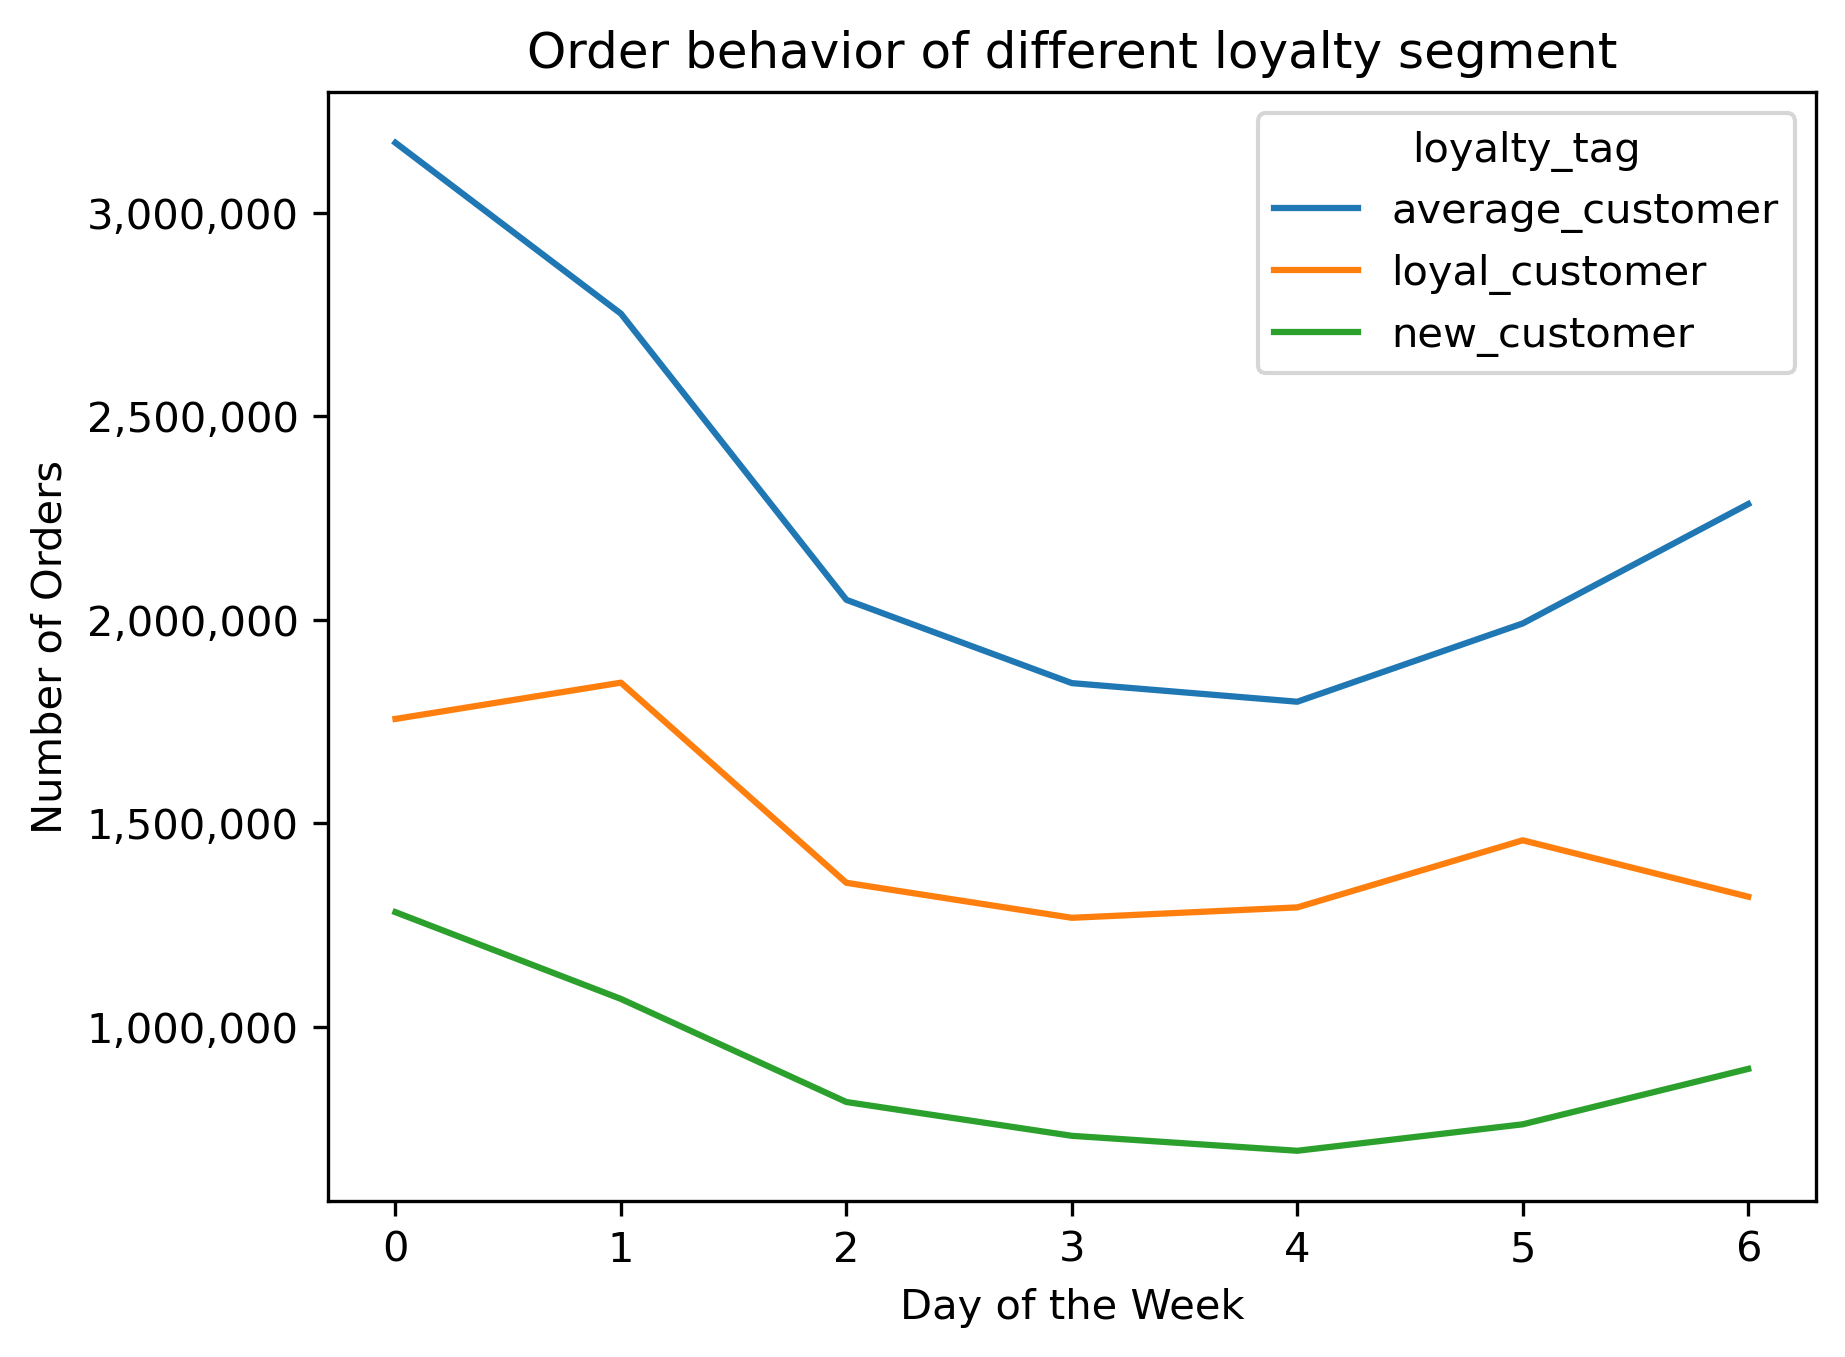 Order behavior of different loyalty segment
loyalty_tag
average_customer
loyal_customer
new_customer
Number of Orders
3,000,000
2,500,000
2,000,000
1,500,000
1,000,000
0 1 2 3 4 5 6
Day of the Week